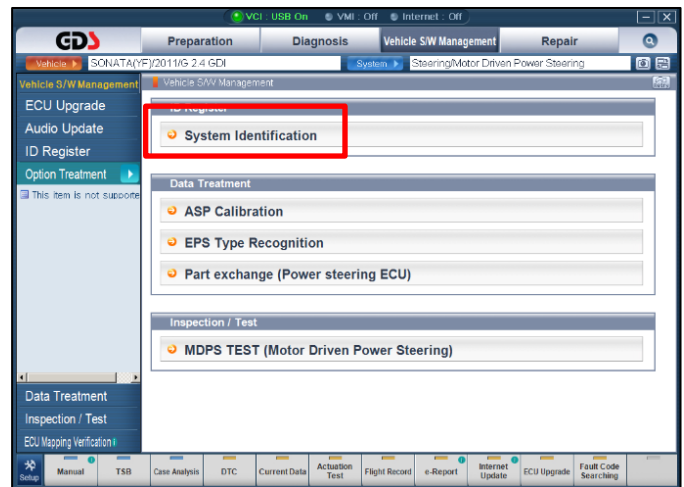 VCI : USB On VMI : Off Internet : Off
GDS Preparation Diagnosis Vehicle S/W Management Repair
Vehicle SONATA(YF)/2011/G 2.4 GDI System Steering/Motor Driven Power Steering
Vehicle S/W Management
Vehicle S/W Management
ECU Upgrade
Audio Update
ID Register
Option Treatment
This item is not supporte
ID Register
System Identification
Data Treatment
ASP Calibration
EPS Type Recognition
Part exchange (Power steering ECU)
Inspection / Test
MDPS TEST (Motor Driven Power Steering)
Data Treatment
Inspection / Test
ECU Mapping Verification
Setup Manual TSB Case Analysis DTC Current Data Actuation Test Flight Record e-Report Internet Update ECU Upgrade Fault Code Searching